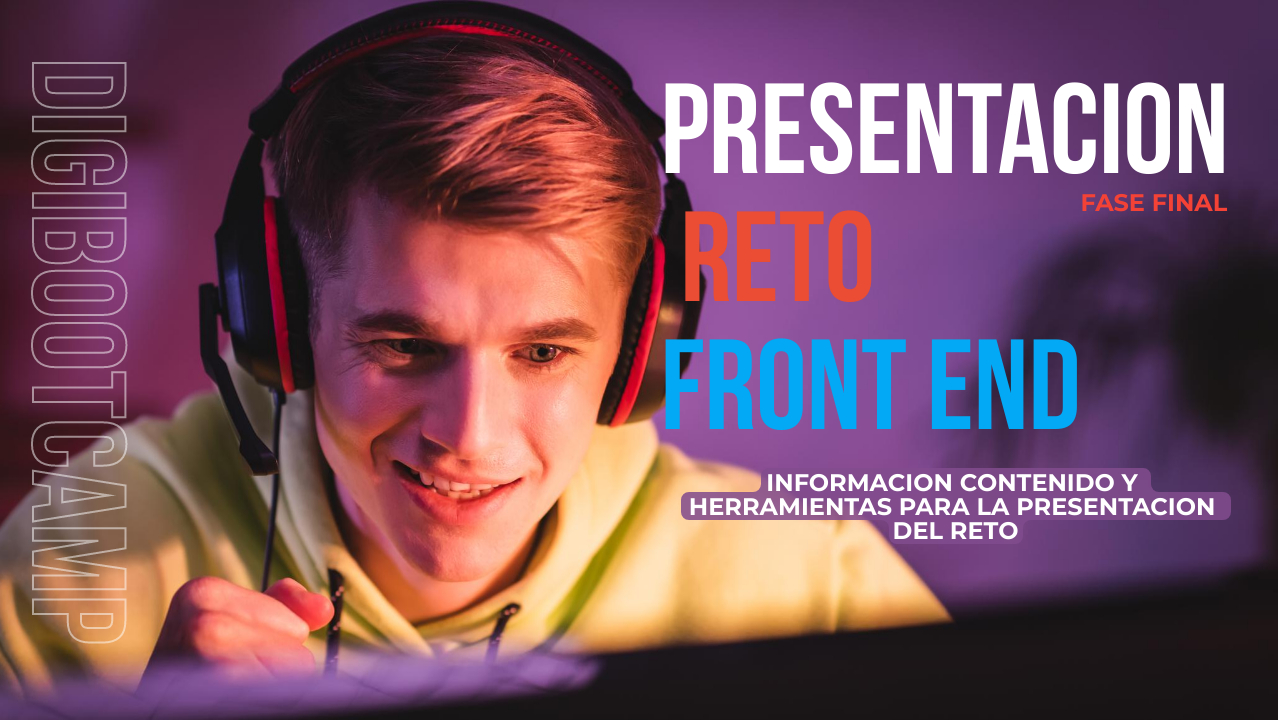 DIGIBOOTCAMP
PRESENTACION
FASE FINAL
RETO
FRONT END
INFORMACION CONTENIDO Y
HERRAMIENTAS PARA LA PRESENTACION
DEL RETO